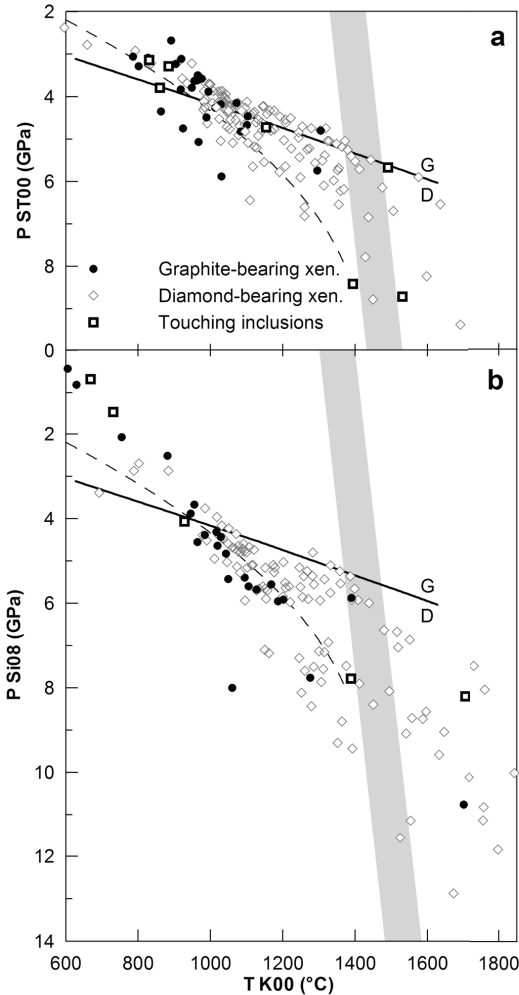 2
a
4
P ST00 (GPa)
6
G
D
Graphite-bearing xen.
8
Diamond-bearing xen.
Touching inclusions
0
b
2
4
P Si08 (GPa)
6
G
D
8
10
12
14
600 800 1000 1200 1400 1600 1800
T K00 (°C)